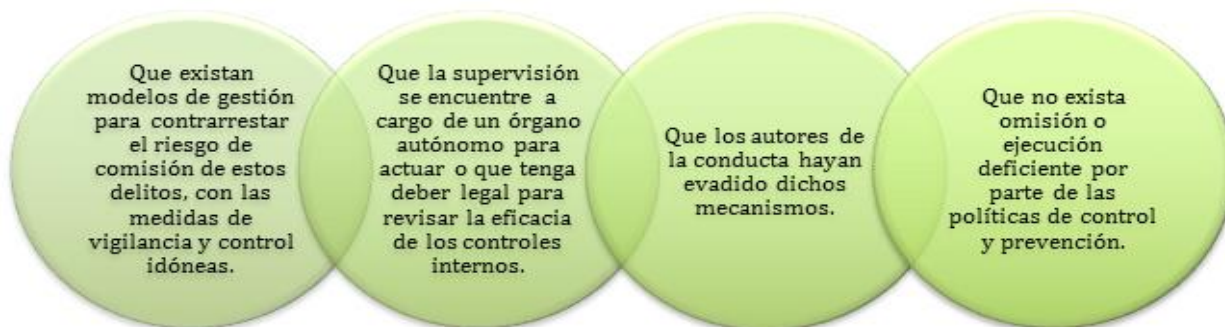 Que existan
modelos de gestión
para contrarrestar
el riesgo de
comisión de estos
delitos, con las
medidas de
vigilancia y control
idóneas.
Que la supervisión
se encuentre a
cargo de un órgano
autónomo para
actuar o que tenga
deber legal para
revisar la eficacia
de los controles
internos.
Que los autores de
la conducta hayan
evadido dichos
mecanismos.
Que no exista
omisión o
ejecución
deficiente por
parte de las
políticas de control
y prevención.